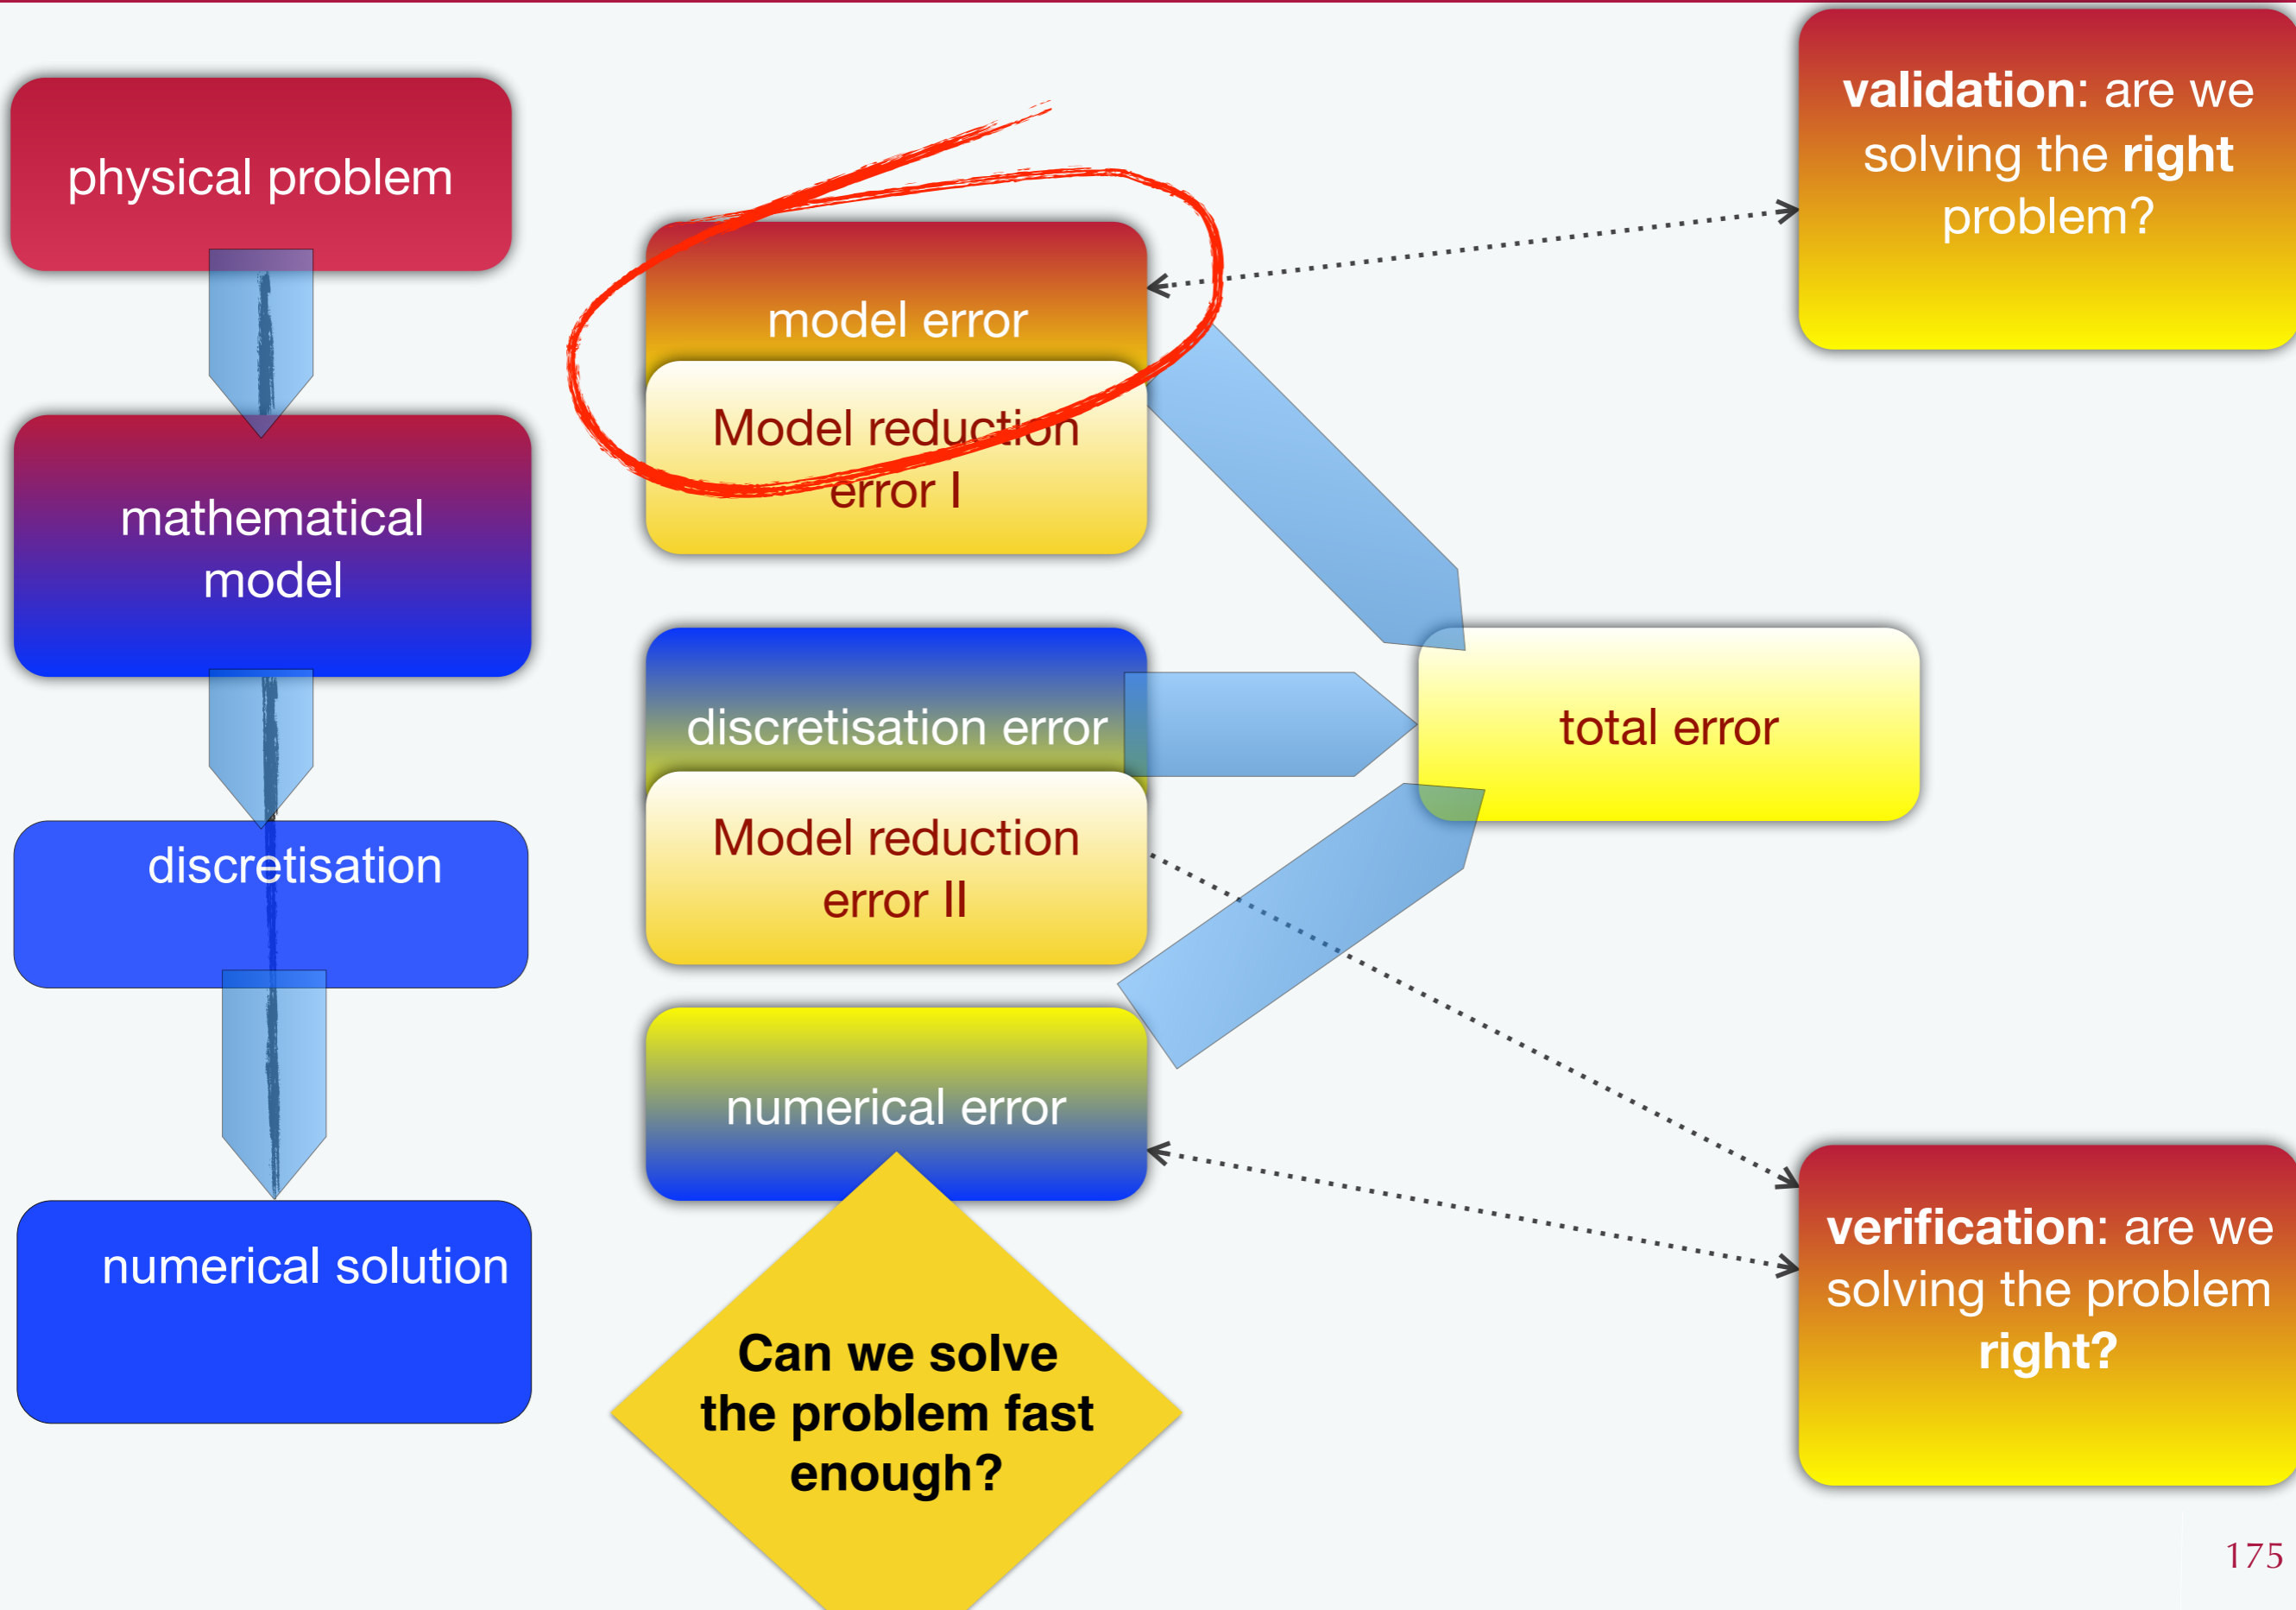 physical problem
mathematical
model
discretisation
numerical solution
model error
Model reduction
error I
discretisation error
Model reduction
error II
numerical error
Can we solve
the problem fast
enough?
total error
validation: are we
solving the right
problem?
verification: are we
solving the problem
right?
175